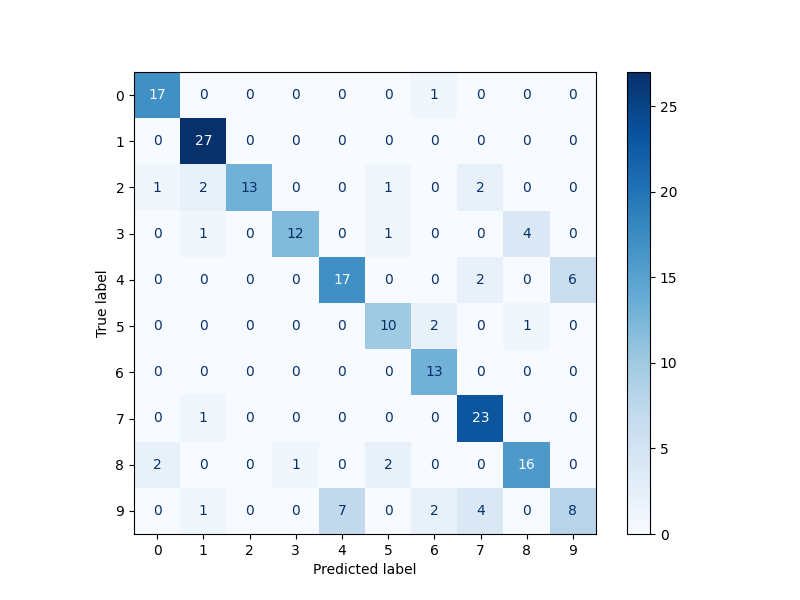 0 17 0 0 0 0 0 1 0 0 0
1 0 27 0 0 0 0 0 0 0 0
2 1 2 13 0 0 1 0 2 0 0
3 0 1 0 12 0 1 0 0 4 0
4 0 0 0 0 17 0 0 2 0 6
5 0 0 0 0 0 10 2 0 1 0
6 0 0 0 0 0 0 13 0 0 0
7 0 1 0 0 0 0 0 23 0 0
8 2 0 0 1 0 2 0 0 16 0
9 0 1 0 0 7 0 2 4 0 8
0 1 2 3 4 5 6 7 8 9
Predicted label
True label
25
20
15
10
5
0